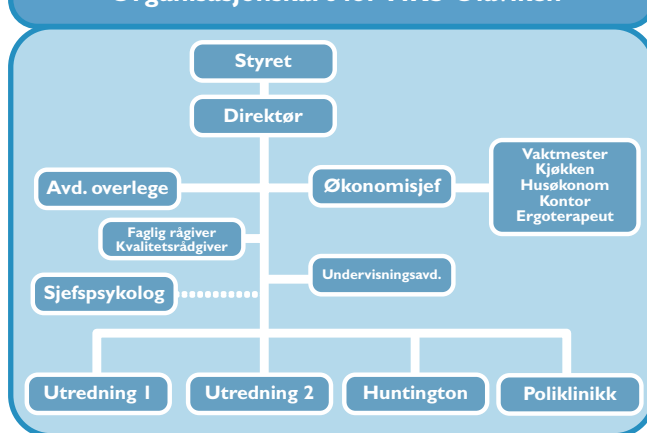 Styret
Direktør
Avd. overlege
Økonomisjef
Vaktmester
Kjøkken
Husøkonom
Kontor
Ergoterapeut
Faglig rågiver
Kvalitetsrådgiver
Undervisningsavd.
Sjefspsykolog
Utredning 1
Utredning 2
Huntington
Poliklinikk